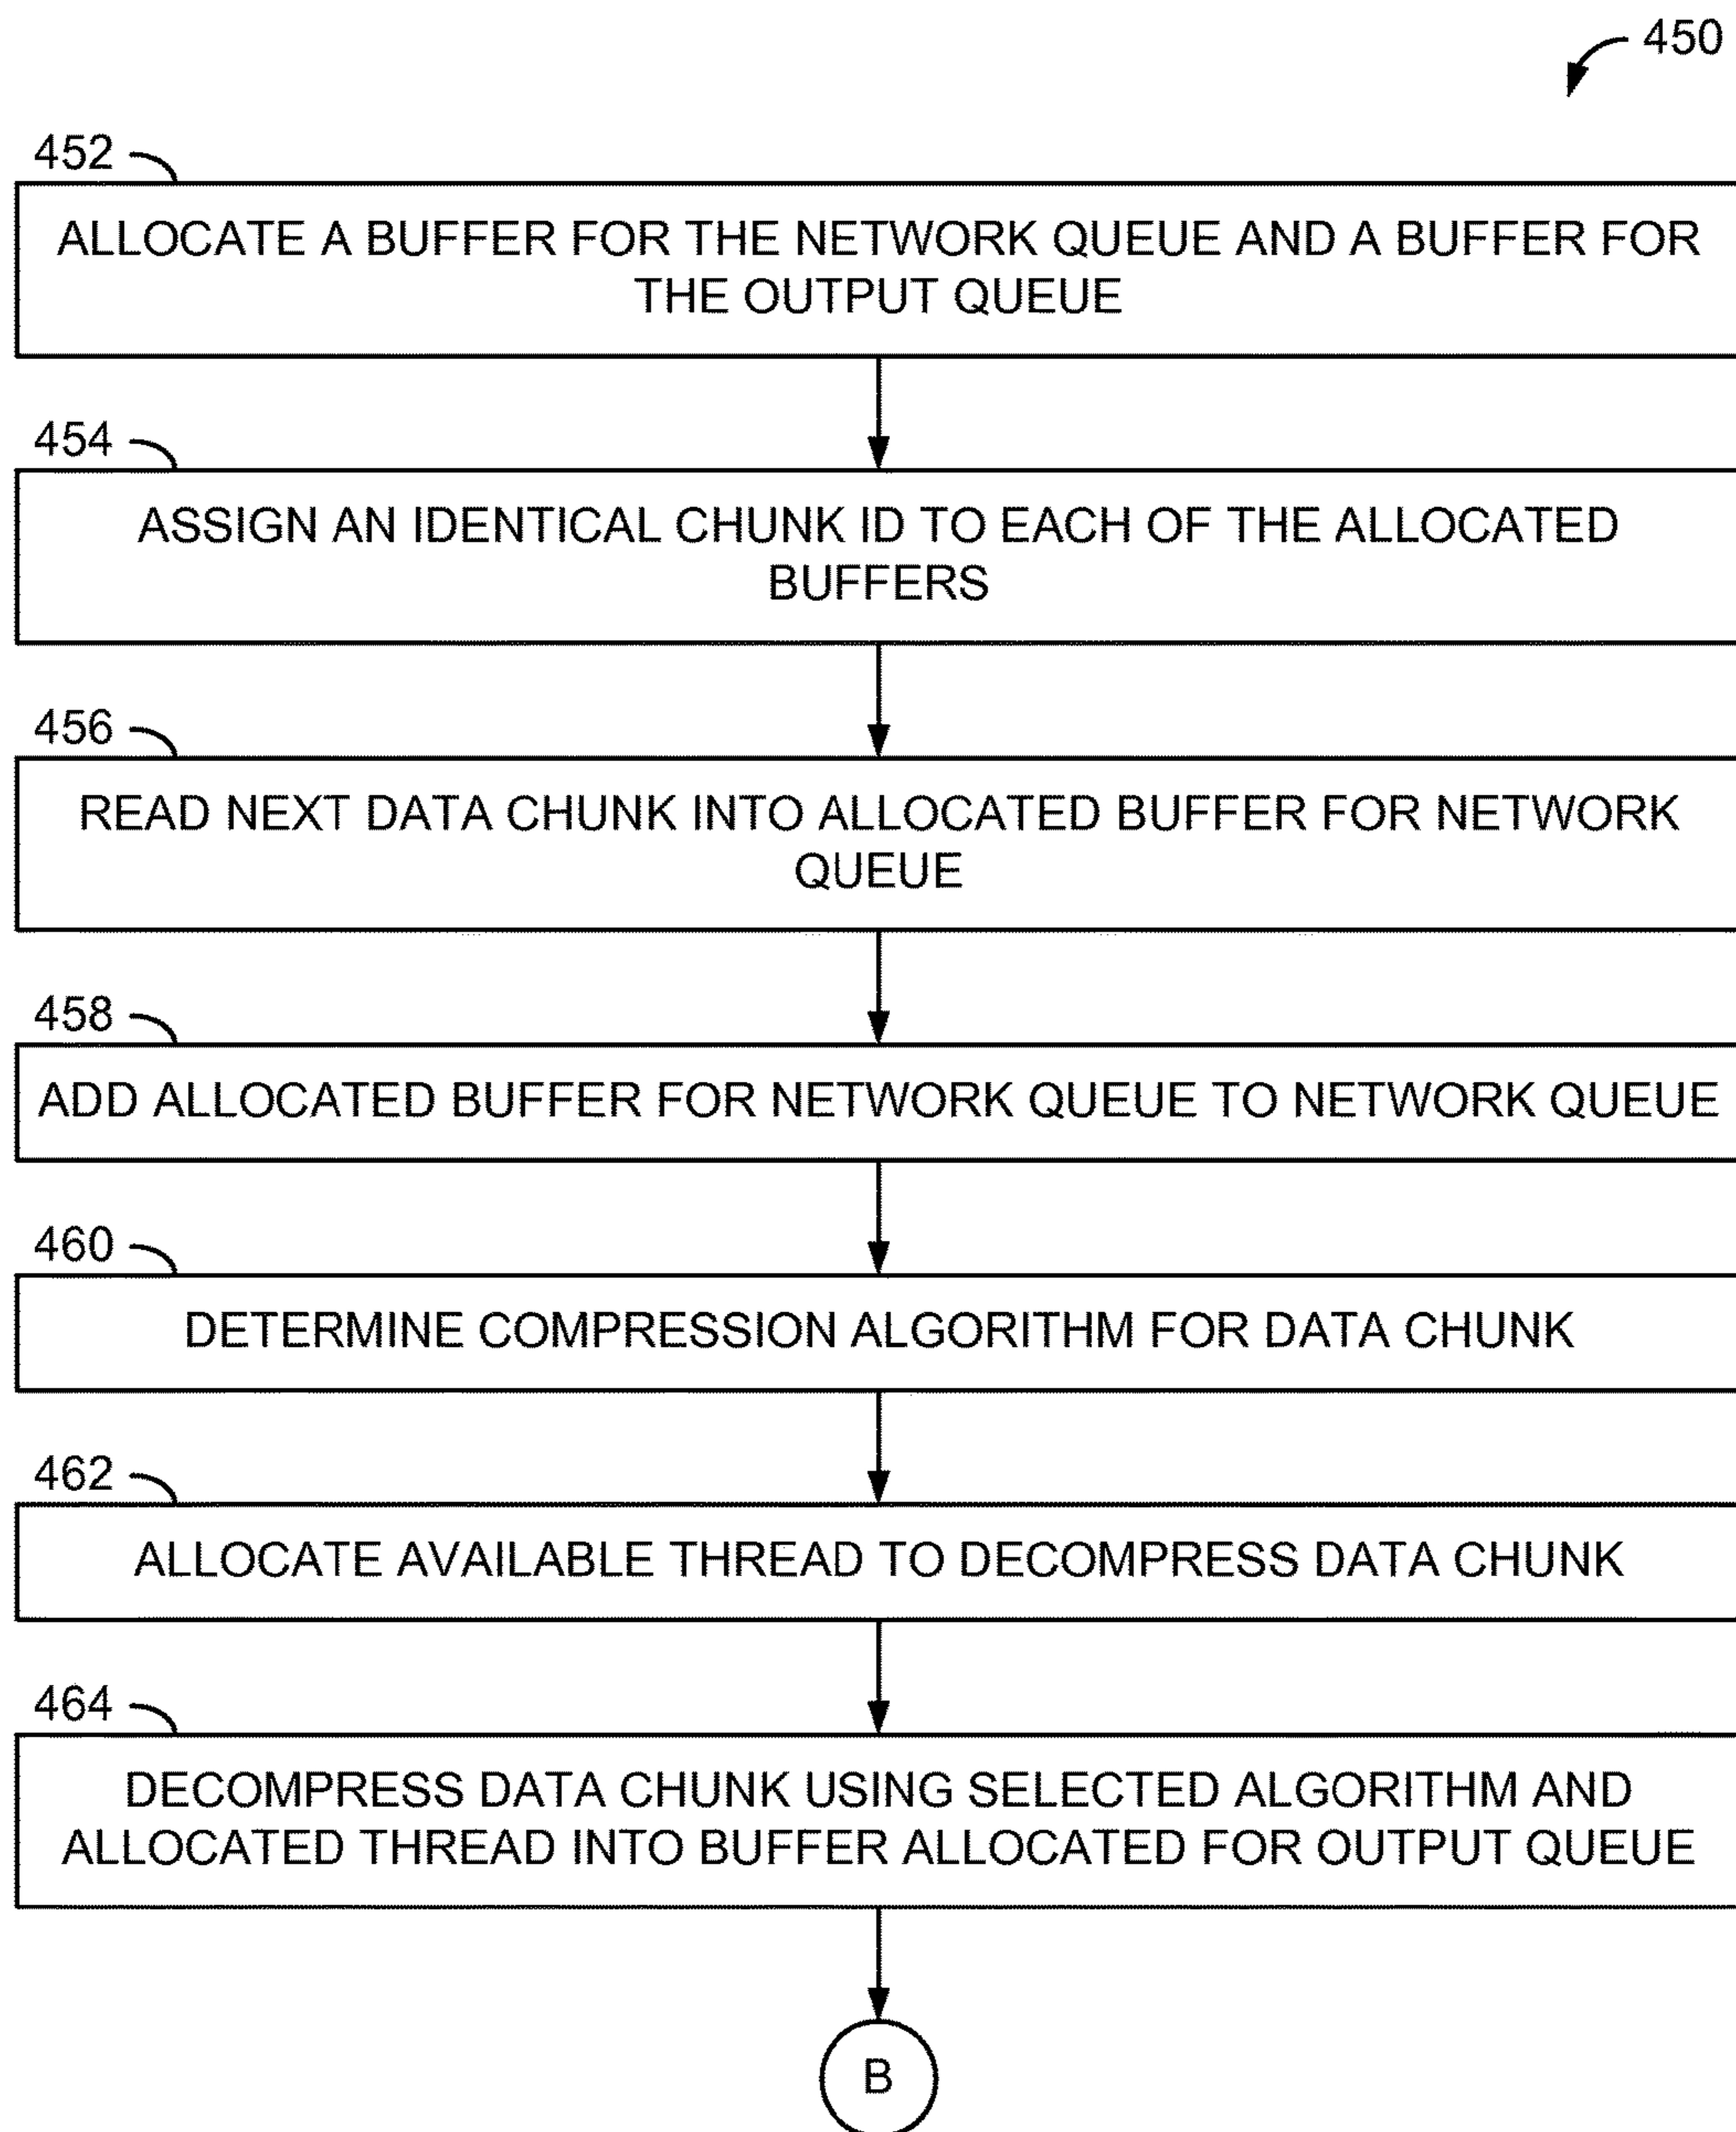 450
452
ALLOCATE A BUFFER FOR THE NETWORK QUEUE AND A BUFFER FOR
THE OUTPUT QUEUE
454
ASSIGN AN IDENTICAL CHUNK ID TO EACH OF THE ALLOCATED
BUFFERS
456
READ NEXT DATA CHUNK INTO ALLOCATED BUFFER FOR NETWORK
QUEUE
458
ADD ALLOCATED BUFFER FOR NETWORK QUEUE TO NETWORK QUEUE
460
DETERMINE COMPRESSION ALGORITHM FOR DATA CHUNK
462
ALLOCATE AVAILABLE THREAD TO DECOMPRESS DATA CHUNK
464
DECOMPRESS DATA CHUNK USING SELECTED ALGORITHM AND
ALLOCATED THREAD INTO BUFFER ALLOCATED FOR OUTPUT QUEUE
B